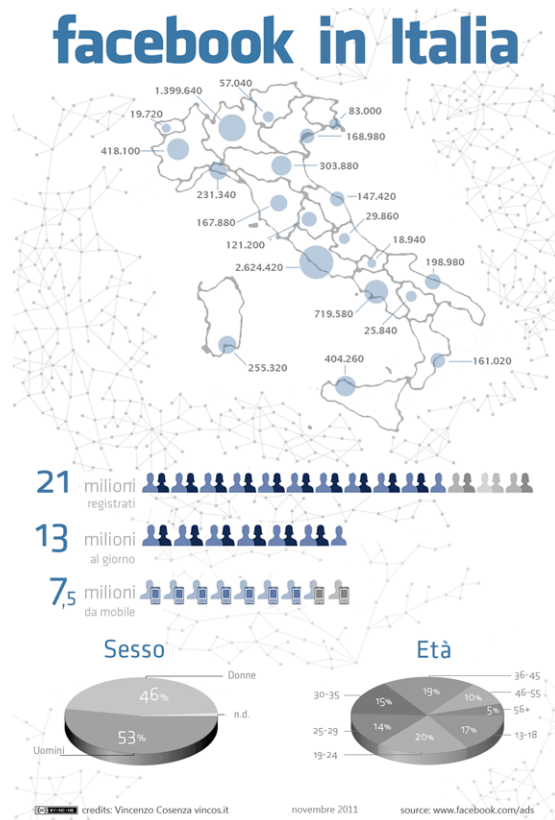 facebook in Italia
57.040
1.399.640
19.720
83.000
168.980
418.100
303.880
231.340
147.420
167.880
29.860
121.200
18.940
2.624.420
198.980
719.580
25.840
404.260
161.020
255.320
21 milioni
registrati
13 milioni
al giorno
7,5 milioni
da mobile
Sesso
Donne
46%
n.d.
53%
Uomini
Età
36-45
46-55
30-35
19%
10%
15%
5%
56+
25-29
14%
17%
13-18
20%
19-24
credits: Vincenzo Cosenza vincos.it
novembre 2011
source: www.facebook.com/ads